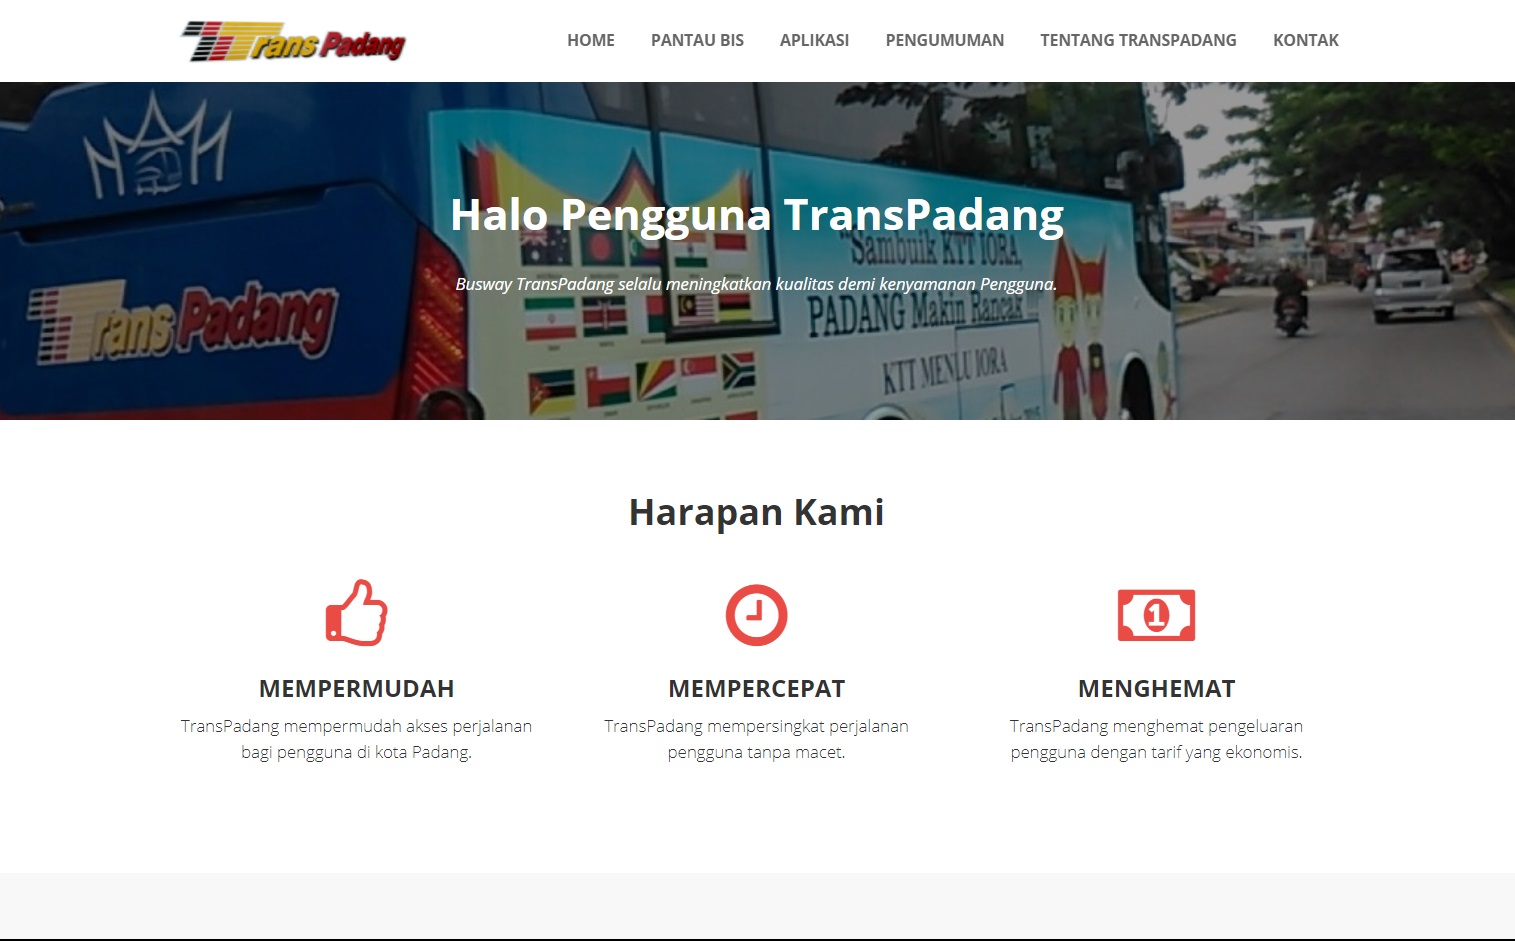 Trans Padang
HOME PANTAU BIS APLIKASI PENGUMUMAN TENTANG TRANSPADANG KONTAK
Halo Pengguna TransPadang
Busway TransPadang selalu meningkatkan kualitas demi kenyamanan Pengguna.
Trans Padang
"Sambuik KTT IORA,
PADANG Makin Rancak
KTT MENLU IORA
Harapan Kami
MEMPERMUDAH
TransPadang mempermudah akses perjalanan
bagi pengguna di kota Padang.
MEMPERCEPAT
TransPadang mempersingkat perjalanan
pengguna tanpa macet.
1
MENGHEMAT
TransPadang menghemat pengeluaran
pengguna dengan tarif yang ekonomis.